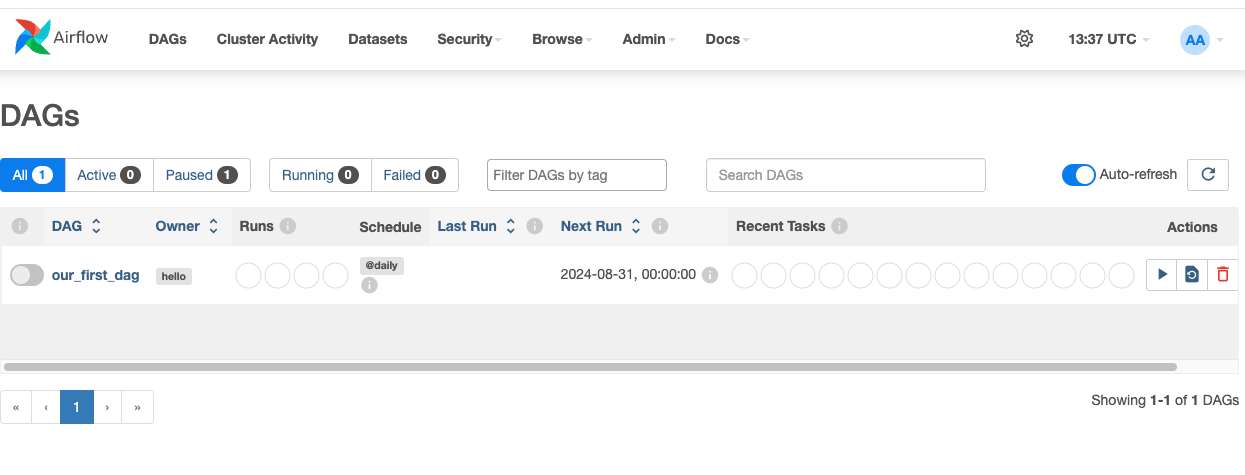 Airflow DAGs Cluster Activity Datasets Security Browse Admin Docs 13:37 UTC AA
DAGs
All 1 Active 0 Paused 1 Running 0 Failed 0 Filter DAGs by tag Search DAGs Auto-refresh
i DAG Owner Runs i Schedule Last Run i Next Run i Recent Tasks i Actions
our_first_dag hello @daily i 2024-08-31, 00:00:00 i
« ‹ 1 › » Showing 1-1 of 1 DAGs